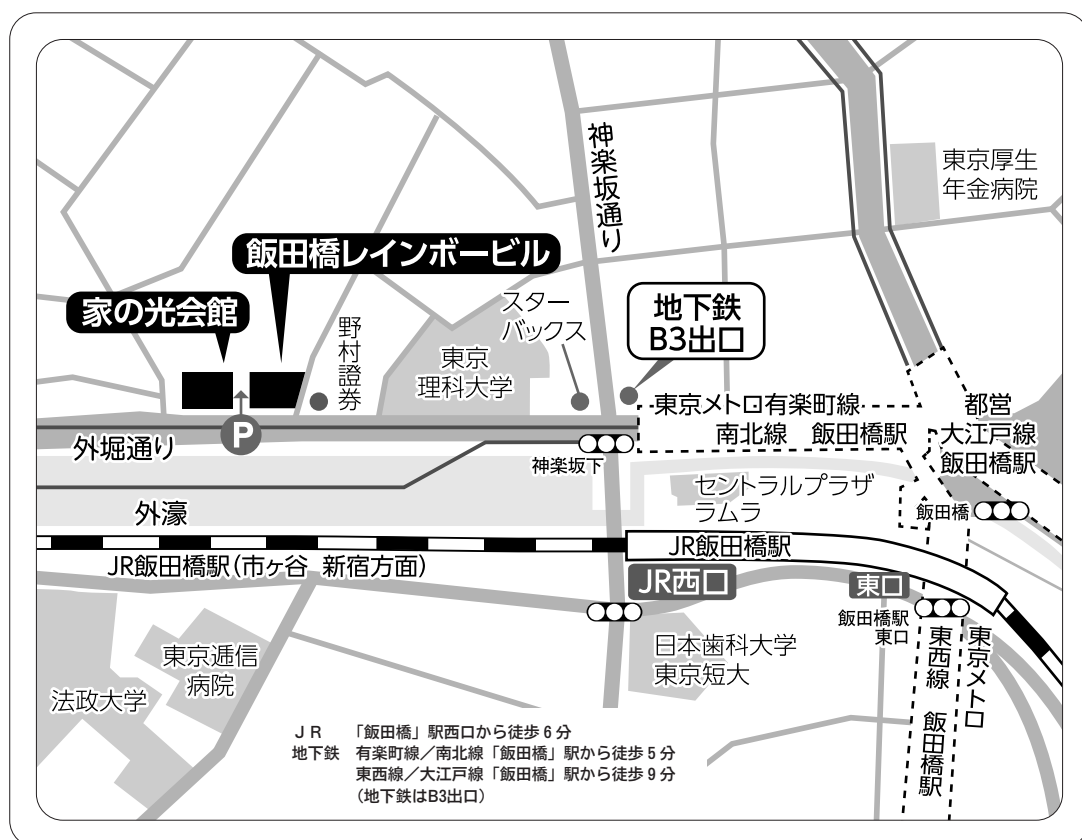 神楽坂通り
東京厚生
年金病院
飯田橋レインボービル
家の光会館
野村證券
スター
バックス
地下鉄
B3出口
東京
理科大学
東京メトロ有楽町線
南北線 飯田橋駅
都営
大江戸線
飯田橋駅
P
外堀通り
神楽坂下
セントラルプラザ
ラムラ
飯田橋
外濠
JR飯田橋駅
JR飯田橋駅(市ヶ谷 新宿方面)
JR西口
東口
飯田橋駅
東口
東京メトロ
東西線 飯田橋駅
日本歯科大学
東京短大
東京逓信
病院
法政大学
JR 「飯田橋」駅西口から徒歩6分
地下鉄 有楽町線/南北線「飯田橋」駅から徒歩5分
東西線/大江戸線「飯田橋」駅から徒歩9分
(地下鉄はB3出口)